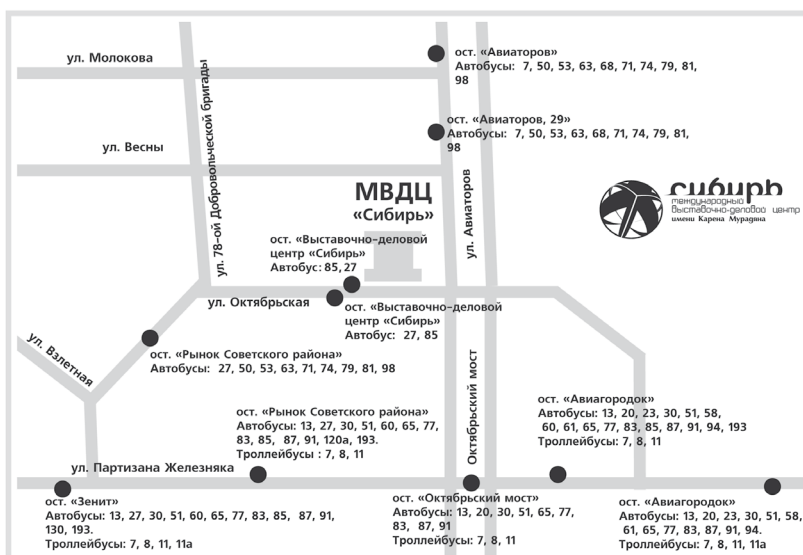 ул. Молокова
ост. «Авиаторов»
Автобусы: 7, 50, 53, 63, 68, 71, 74, 79, 81,
98
ул. 78-ой Добровольческой бригады
ост. «Авиаторов, 29»
Автобусы: 7, 50, 53, 63, 68, 71, 74, 79, 81,
98
ул. Весны
ул. Авиаторов
МВДЦ
«Сибирь»
сибирь
международный
выставочно-деловой центр
имени Карена Мурадяна
ост. «Выставочно-деловой
центр «Сибирь»
Автобус: 85,27
ул. Октябрьская
ост. «Выставочно-деловой
центр «Сибирь»
Автобус: 27, 85
ул. Взлетная
ост. «Рынок Советского района»
Автобусы: 27, 50, 53, 63, 71, 74, 79, 81, 98
Октябрьский мост
ост. «Авиагородок»
Автобусы: 13, 20, 23, 30, 51, 58,
60, 61, 65, 77, 83, 85, 87, 91, 94, 193
Троллейбусы: 7, 8, 11
ост. «Рынок Советского района»
Автобусы: 13, 27, 30, 51, 60, 65, 77,
83, 85, 87, 91, 120а, 193.
Троллейбусы : 7, 8, 11
ул. Партизана Железняка
ост. «Зенит»
Автобусы: 13, 27, 30, 51, 60, 65, 77, 83, 85, 87, 91,
130, 193.
Троллейбусы: 7, 8, 11, 11а
ост. «Октябрьский мост»
Автобусы: 13, 20, 30, 51, 65, 77,
83, 87, 91
Троллейбусы: 7, 8, 11
ост. «Авиагородок»
Автобусы: 13, 20, 23, 30, 51, 58,
61, 65, 77, 83, 87, 91, 94.
Троллейбусы: 7, 8, 11, 11а